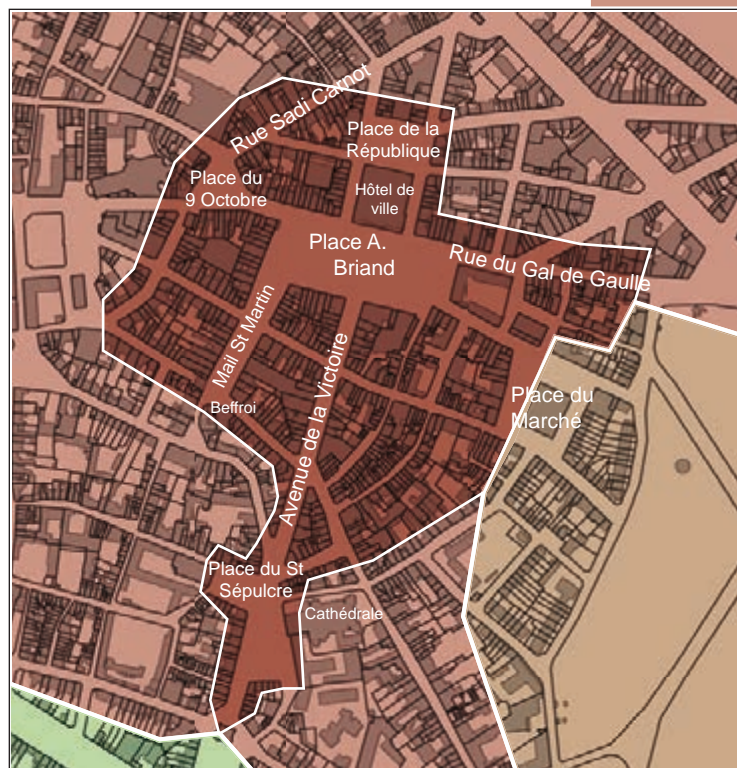 Rue Sadi Carnot
Place de la
République
Place du
9 Octobre
Hôtel de
ville
Place A.
Briand
Rue du Gal de Gaulle
Mail St Martin
Beffroi
Avenue de la Victoire
Place du
Marché
Place du St
Sépulcre
Cathédrale